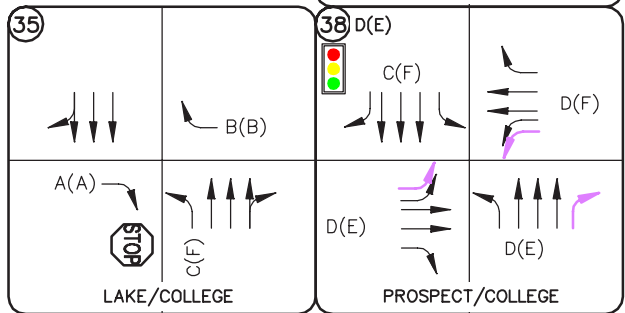 35
B(B)
A(A)
STOP
C(F)
LAKE/COLLEGE
38 D(E)
C(F)
D(F)
D(E)
D(E)
PROSPECT/COLLEGE